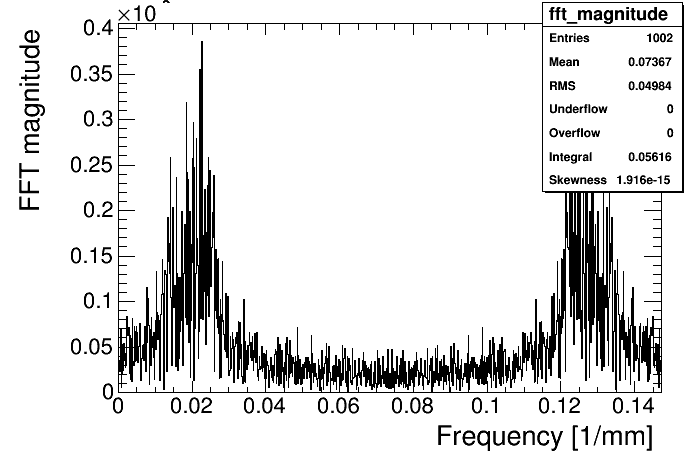 ×10
fft_magnitude
Entries 1002
Mean 0.07367
RMS 0.04984
Underflow 0
Overflow 0
Integral 0.05616
Skewness 1.916e-15
FFT magnitude
0.4
0.35
0.3
0.25
0.2
0.15
0.1
0.05
0
0 0.02 0.04 0.06 0.08 0.1 0.12 0.14
Frequency [1/mm]